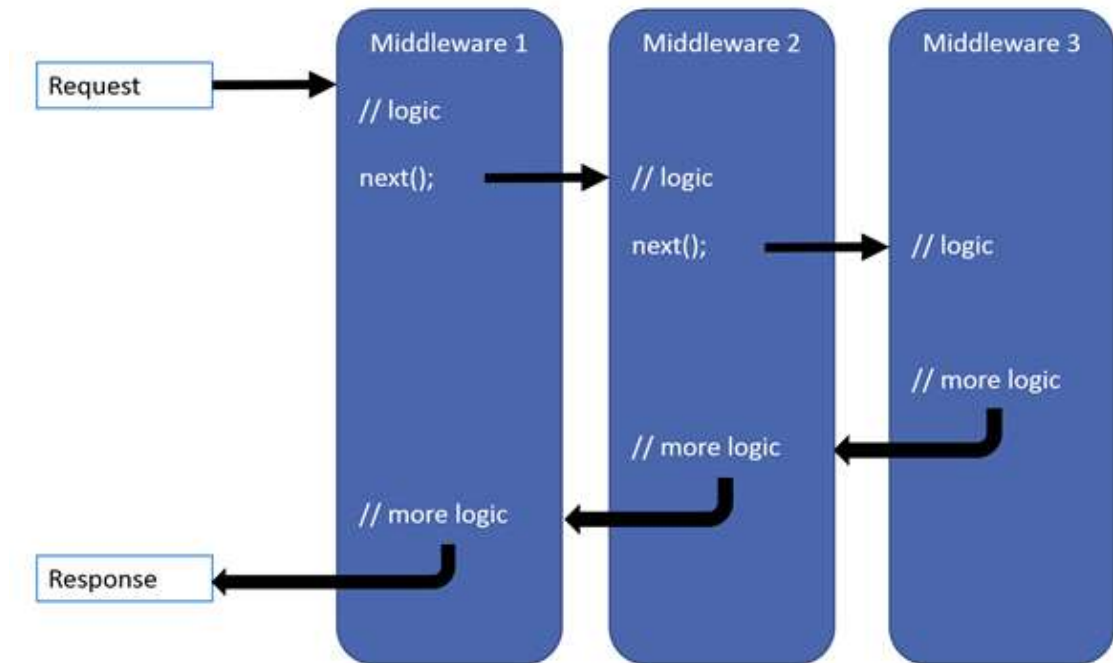 Middleware 1
Middleware 2
Middleware 3
Request
// logic
next();
// logic
next();
// logic
// more logic
// more logic
// more logic
Response